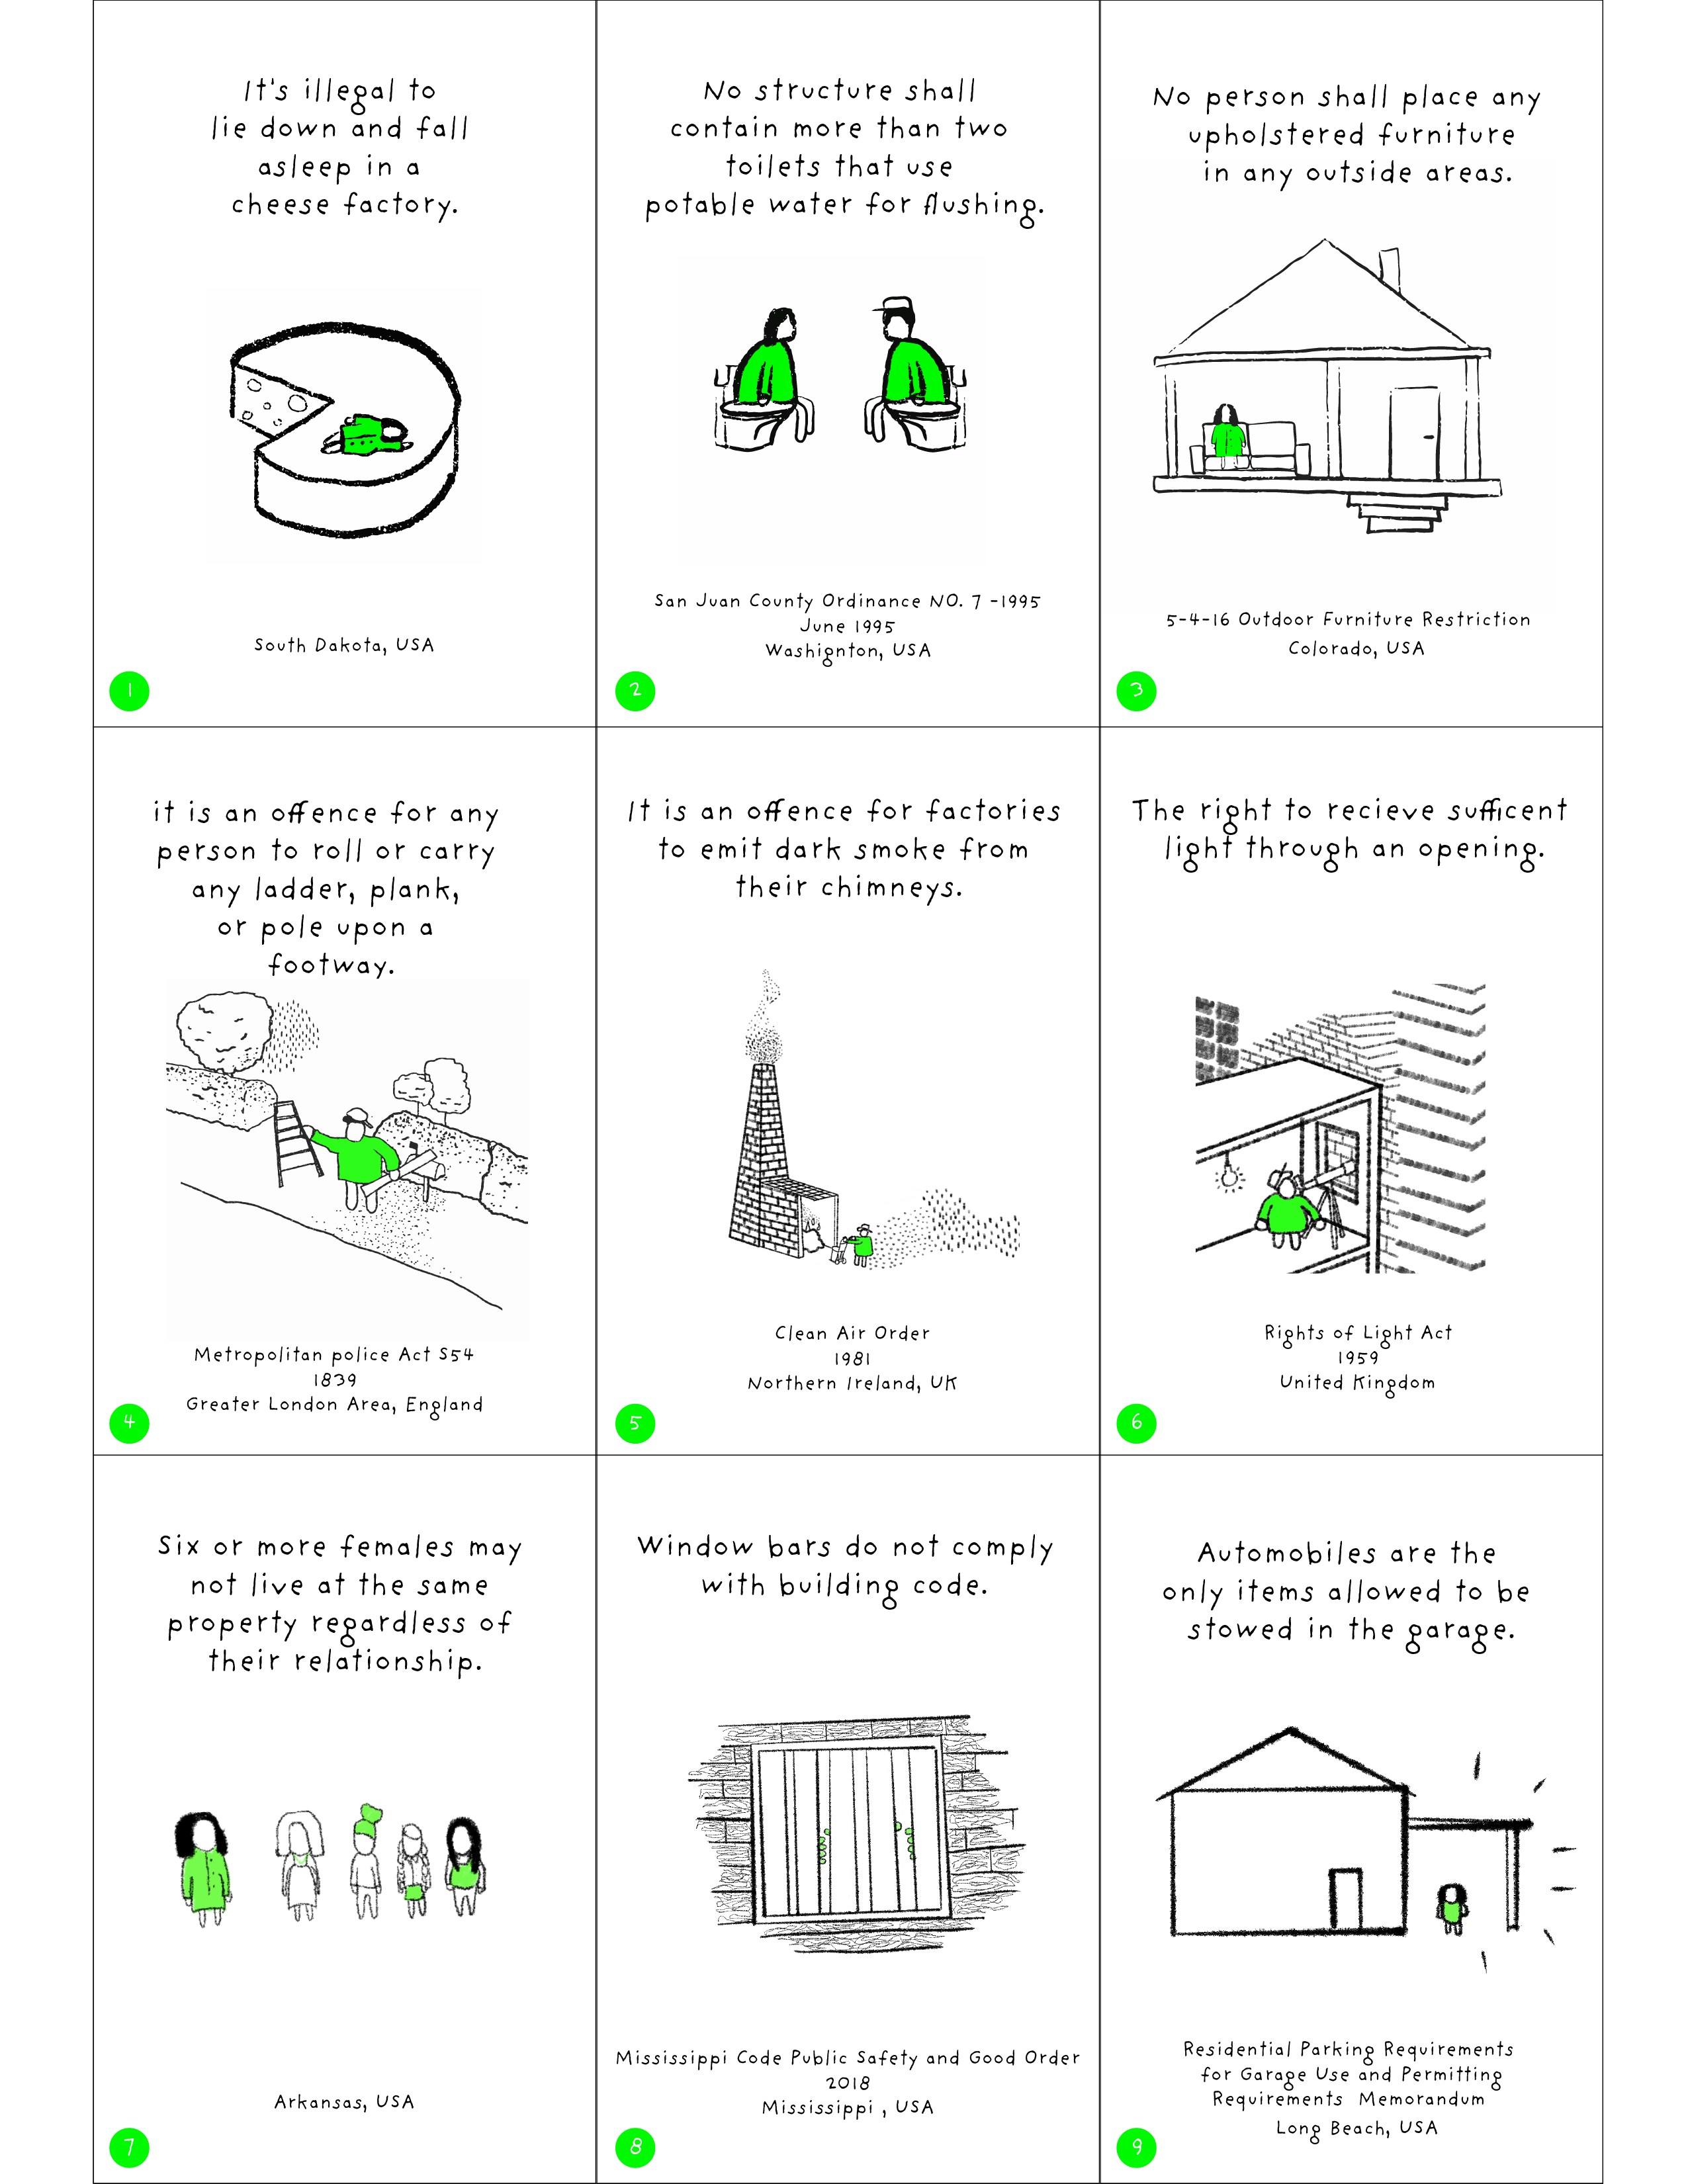 It's illegal to
lie down and fall
asleep in a
cheese factory.
South Dakota, USA
1
No structure shall
contain more than two
toilets that use
potable water for flushing.
San Juan County Ordinance NO. 7 -1995
June 1995
Washignton, USA
2
No person shall place any
upholstered furniture
in any outside areas.
5-4-16 Outdoor Furniture Restriction
Colorado, USA
3
it is an offence for any
person to roll or carry
any ladder, plank,
or pole upon a
footway.
Metropolitan police Act S54
1839
Greater London Area, England
4
It is an offence for factories
to emit dark smoke from
their chimneys.
Clean Air Order
1981
Northern Ireland, UK
5
The right to recieve sufficent
light through an opening.
Rights of Light Act
1959
United Kingdom
6
Six or more females may
not live at the same
property regardless of
their relationship.
Arkansas, USA
7
Window bars do not comply
with building code.
Mississippi Code Public Safety and Good Order
2018
Mississippi , USA
8
Automobiles are the
only items allowed to be
stowed in the garage.
Residential Parking Requirements
for Garage Use and Permitting
Requirements Memorandum
Long Beach, USA
9